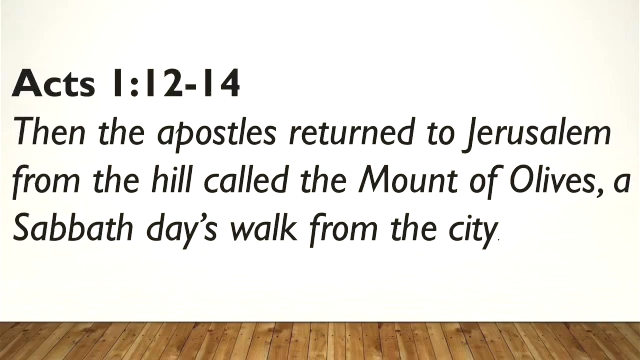 Acts 1:12-14
Then the apostles returned to Jerusalem
from the hill called the Mount of Olives, a
Sabbath day’s walk from the city.